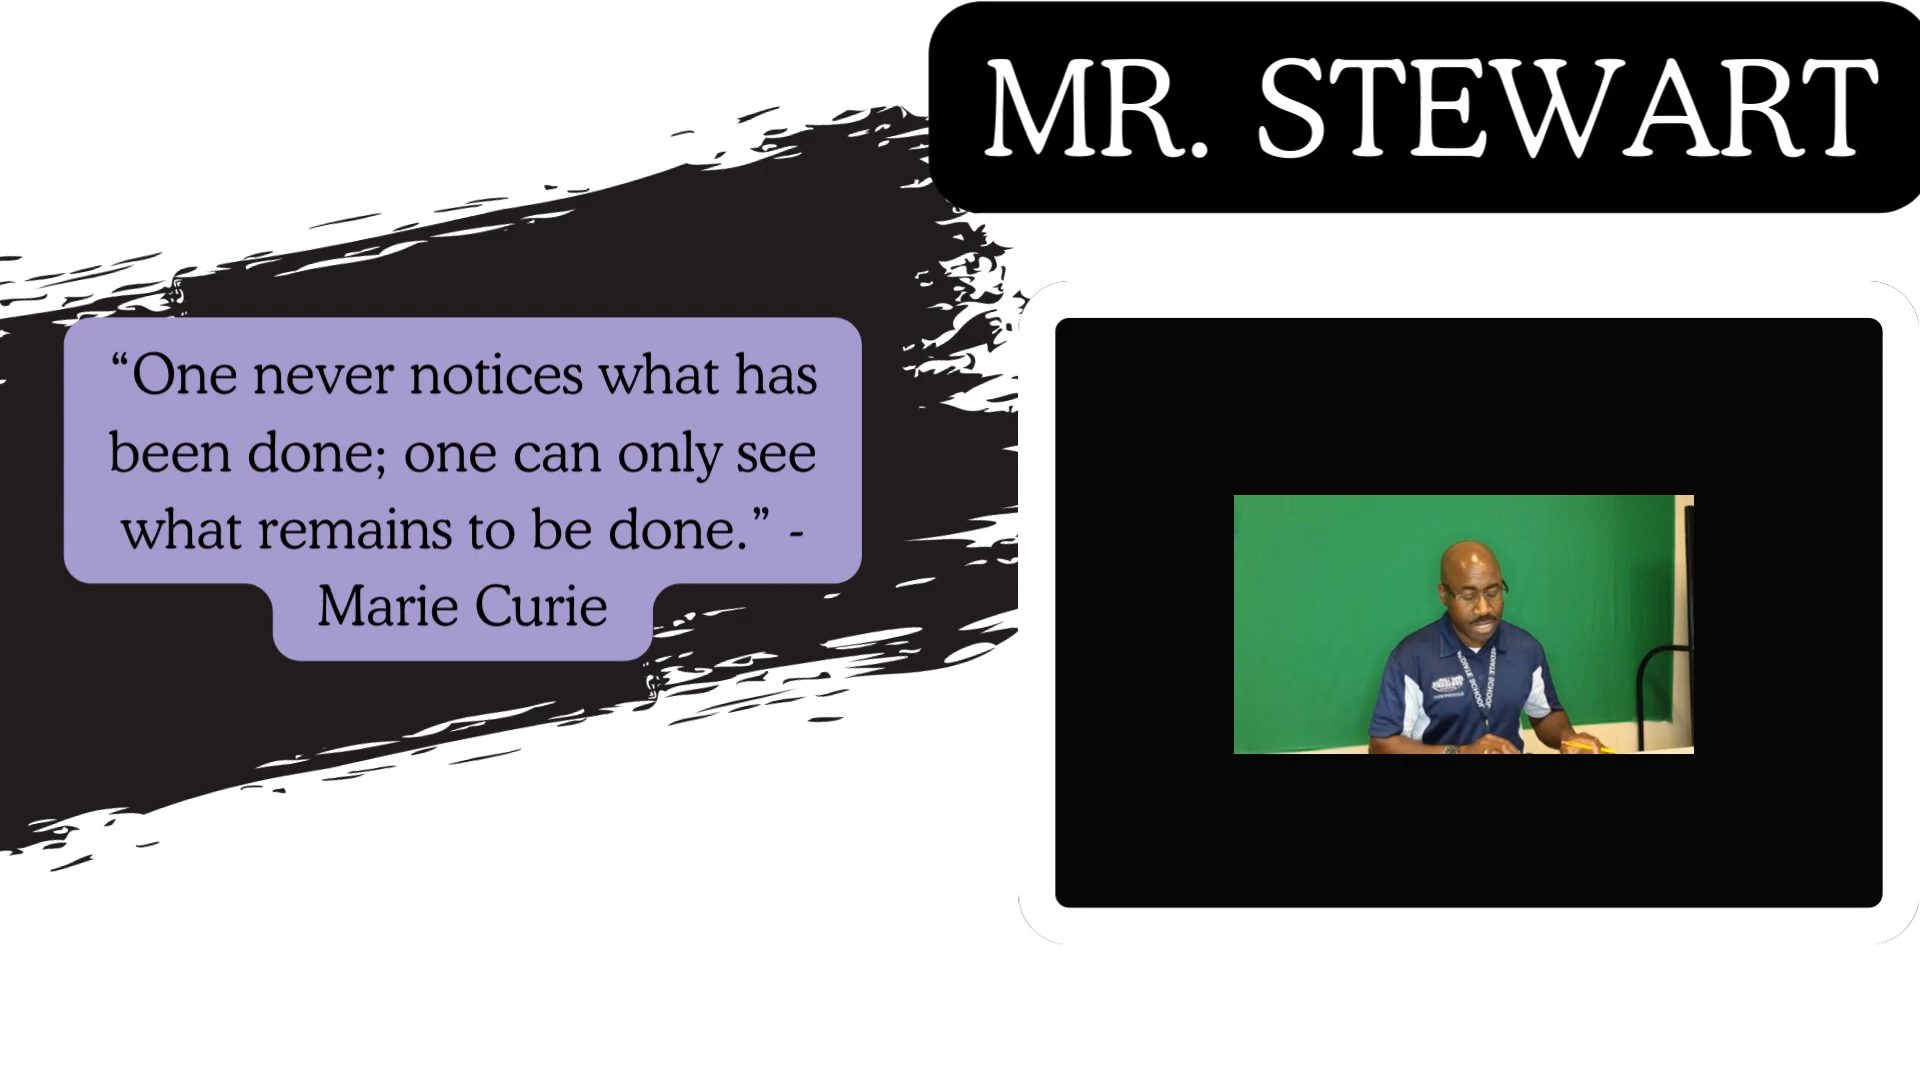 MR. STEWART
“One never notices what has
been done; one can only see
what remains to be done.” -
Marie Curie